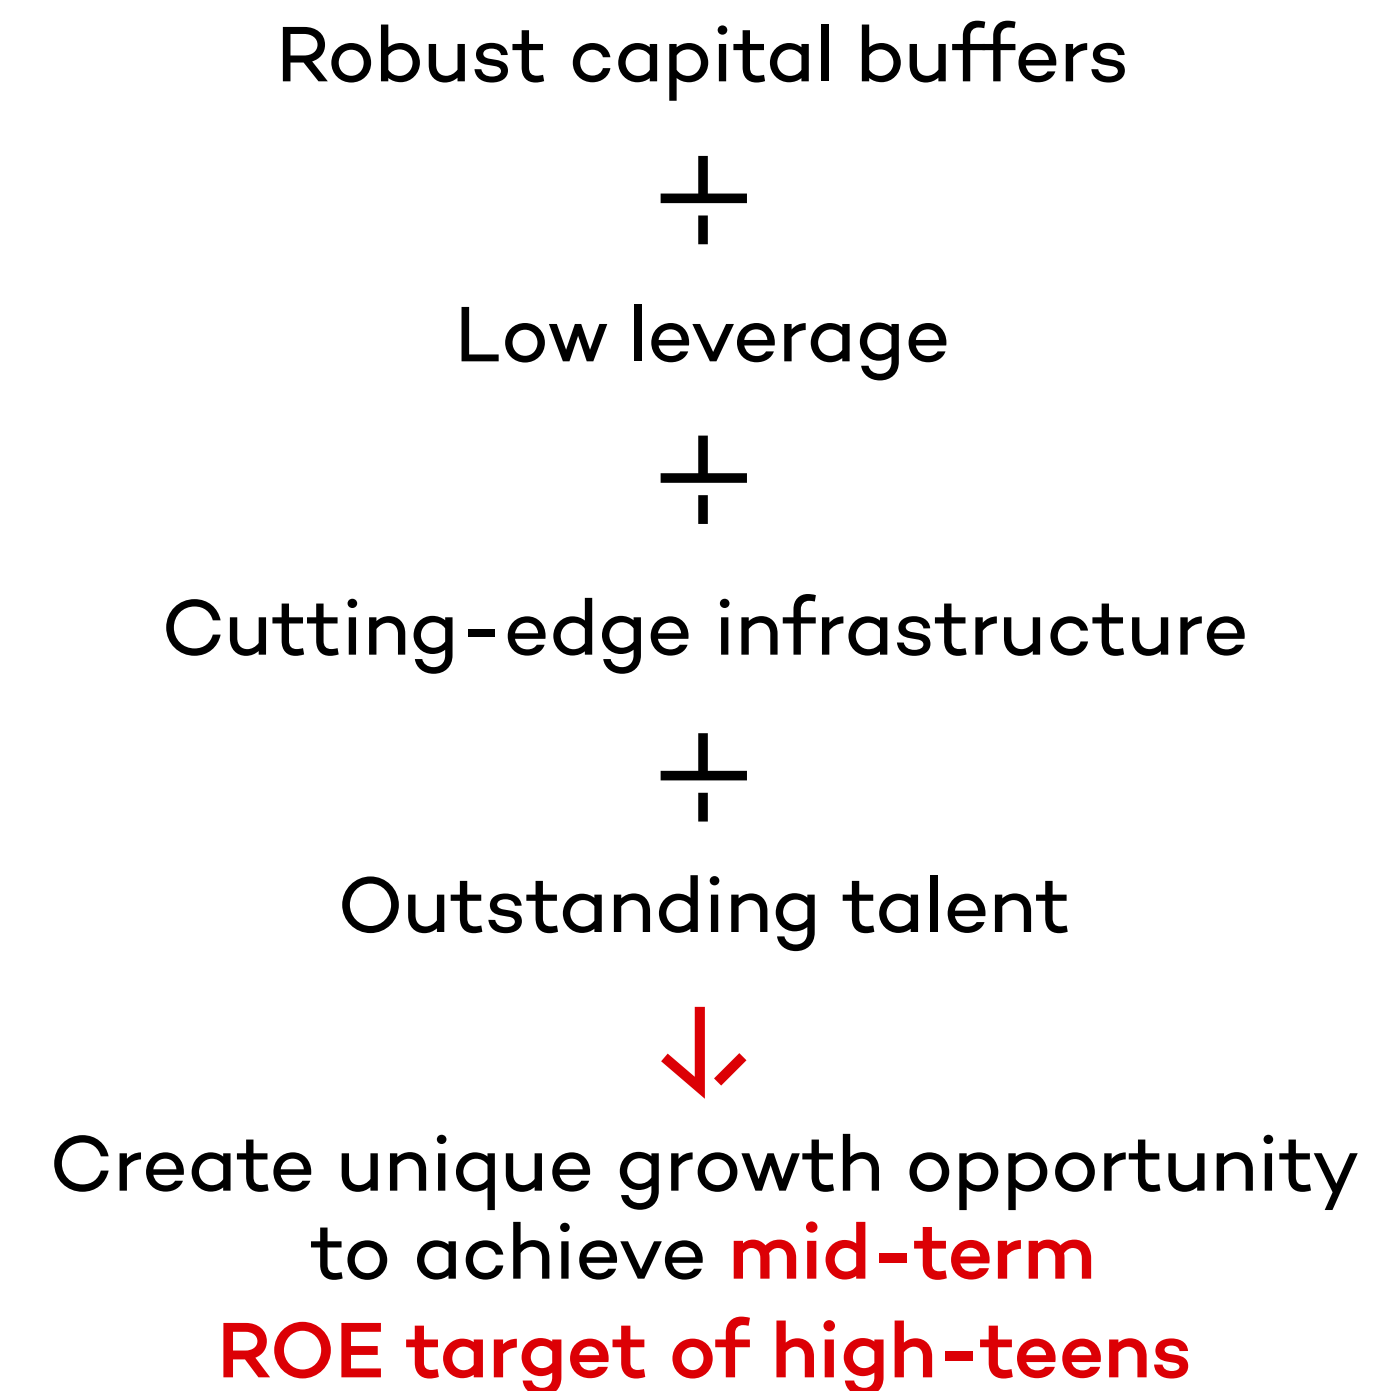 Robust capital buffers
Low leverage
Cutting-edge infrastructure
Outstanding talent
Create unique growth opportunity
to achieve mid-term
ROE target of high-teens